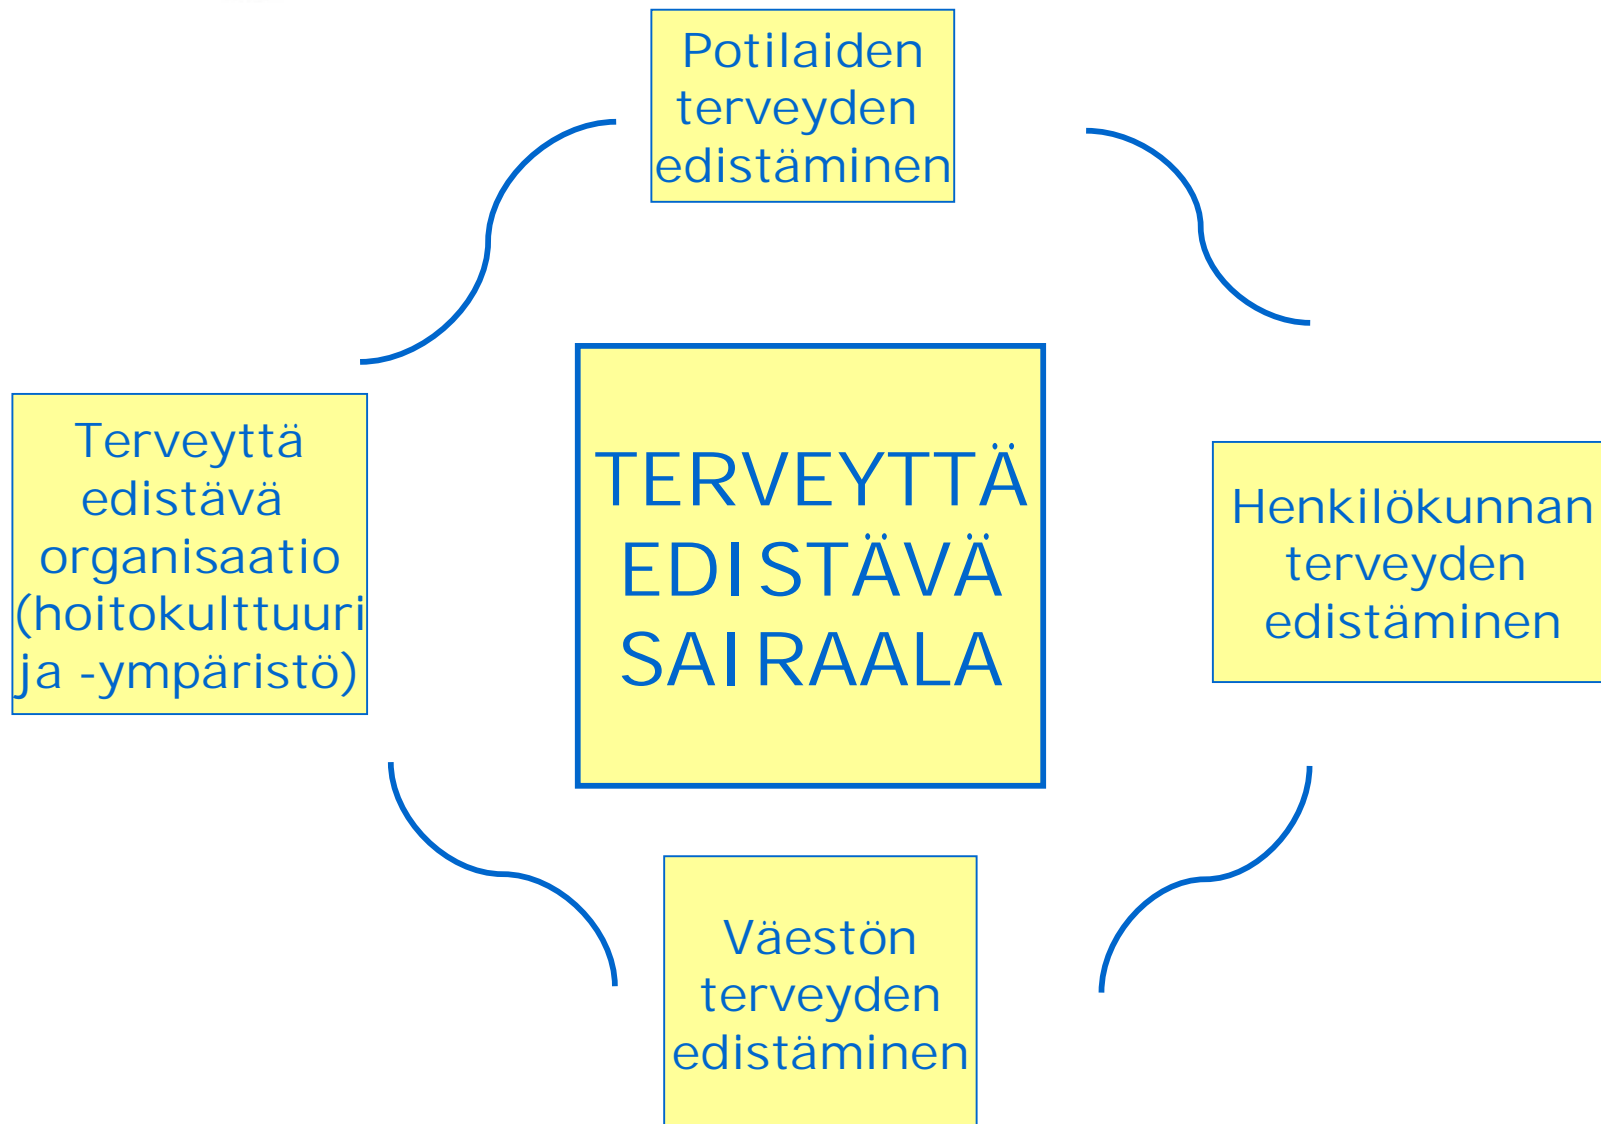 Potilaiden
terveyden
edistäminen
Terveyttä
edistävä
organisaatio
(hoitokulttuuri
ja -ympäristö)
TERVEYTTÄ
EDISTÄVÄ
SAIRAALA
Henkilökunnan
terveyden
edistäminen
Väestön
terveyden
edistäminen